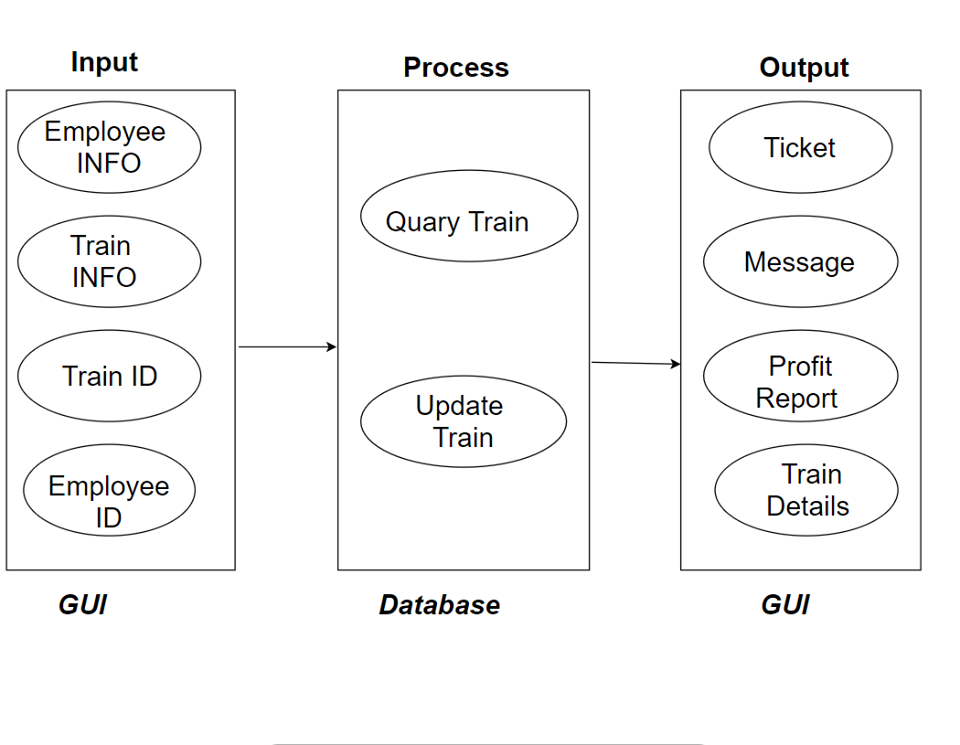 Input
Process
Output
Employee
INFO
Train
INFO
Train ID
Employee
ID
Quary Train
Update
Train
Ticket
Message
Profit
Report
Train
Details
GUI
Database
GUI